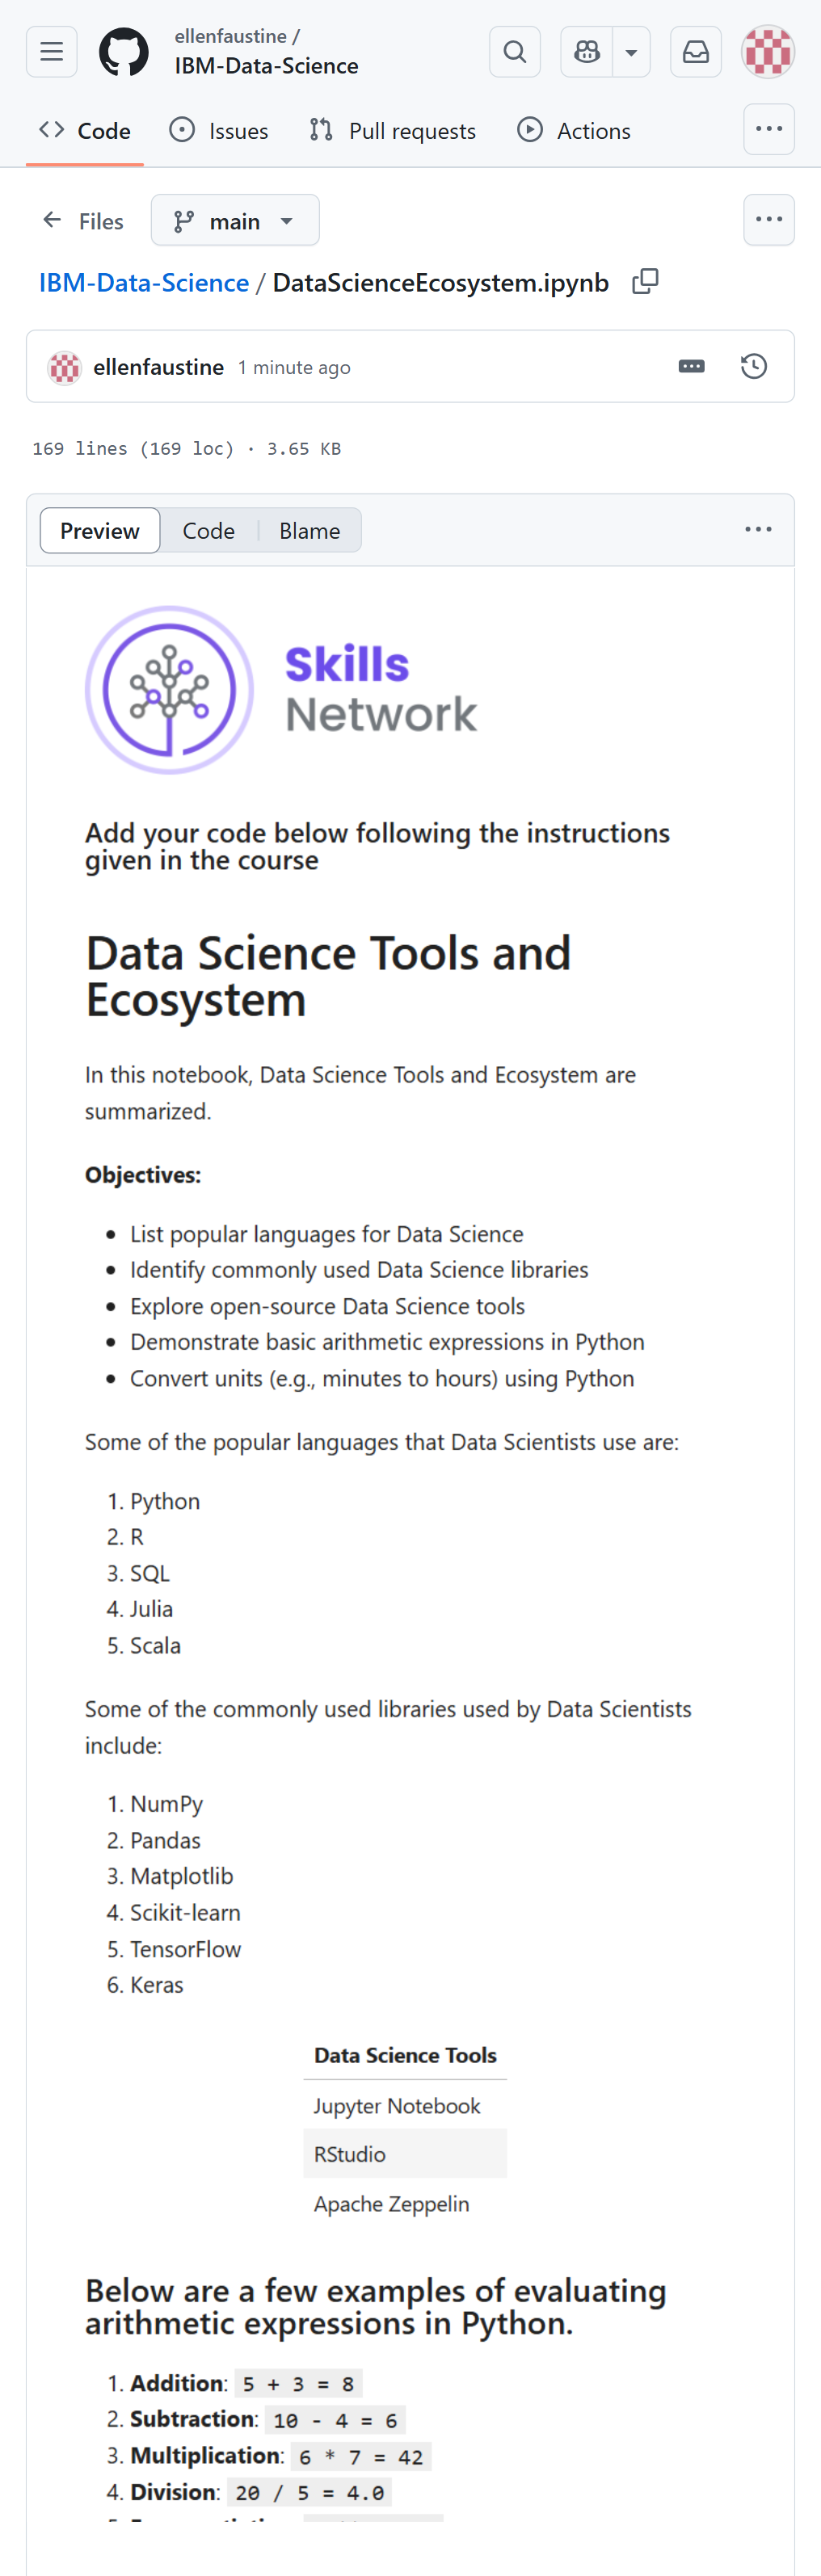 ellenfaustine /
IBM-Data-Science
Code
Issues
Pull requests
Actions
Files
main
IBM-Data-Science / DataScienceEcosystem.ipynb
ellenfaustine 1 minute ago
169 lines (169 loc) · 3.65 KB
Preview
Code
Blame
Skills
Network
Add your code below following the instructions
given in the course
Data Science Tools and
Ecosystem
In this notebook, Data Science Tools and Ecosystem are
summarized.
Objectives:
• List popular languages for Data Science
• Identify commonly used Data Science libraries
• Explore open-source Data Science tools
• Demonstrate basic arithmetic expressions in Python
• Convert units (e.g., minutes to hours) using Python
Some of the popular languages that Data Scientists use are:
1. Python
2. R
3. SQL
4. Julia
5. Scala
Some of the commonly used libraries used by Data Scientists
include:
1. NumPy
2. Pandas
3. Matplotlib
4. Scikit-learn
5. TensorFlow
6. Keras
Data Science Tools
Jupyter Notebook
RStudio
Apache Zeppelin
Below are a few examples of evaluating
arithmetic expressions in Python.
1. Addition: 5 + 3 = 8
2. Subtraction: 10 - 4 = 6
3. Multiplication: 6 * 7 = 42
4. Division: 20 / 5 = 4.0